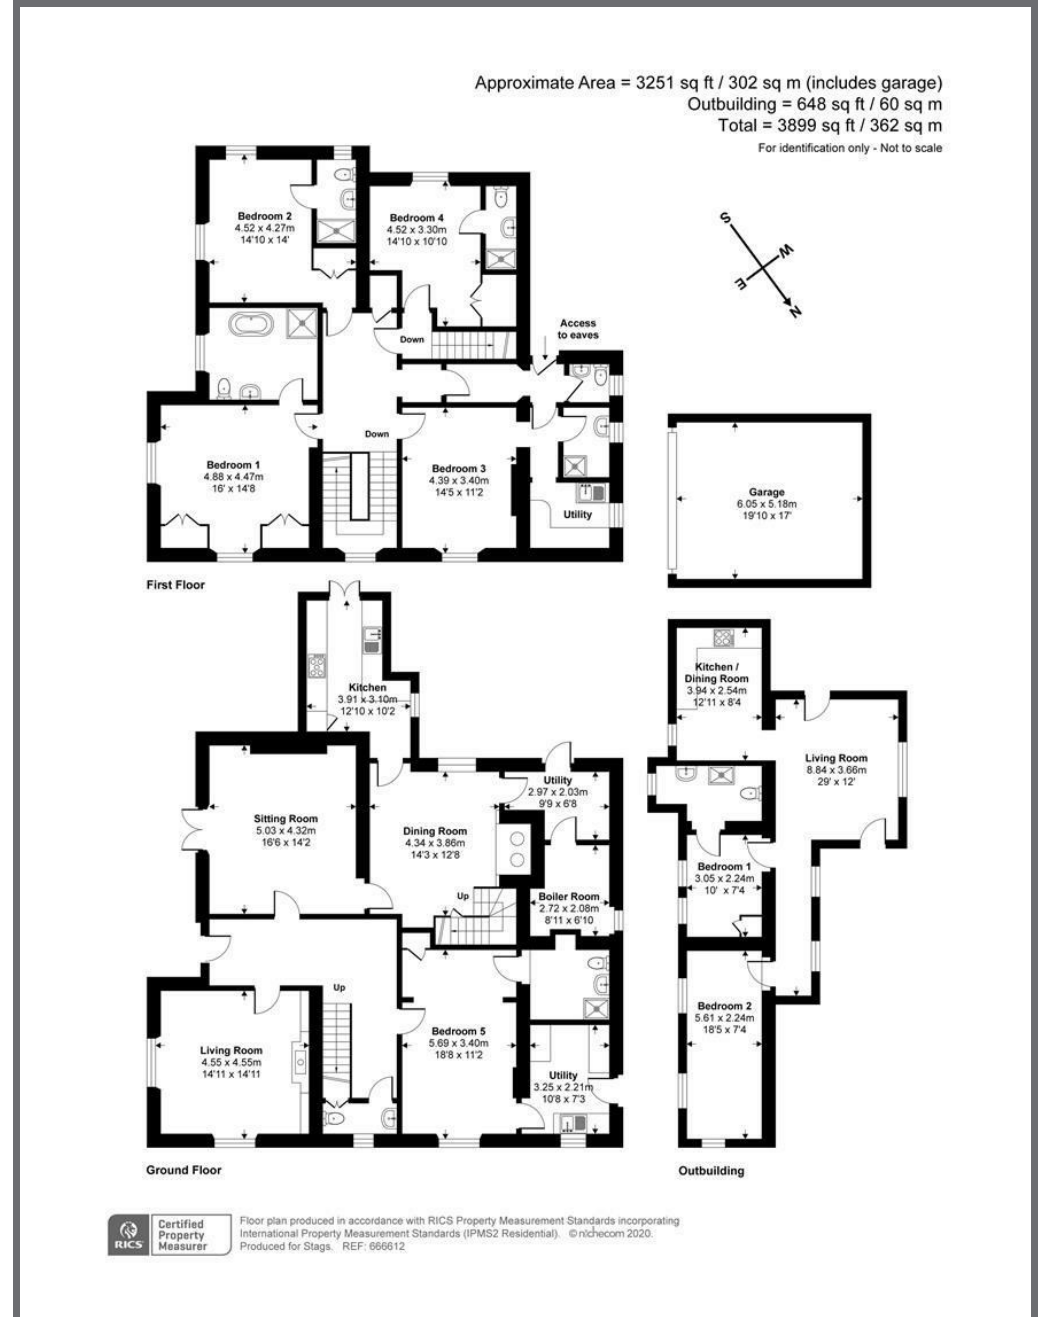 Approximate Area = 3251 sq ft / 302 sq m (includes garage)
Outbuilding = 648 sq ft / 60 sq m
Total = 3899 sq ft / 362 sq m
For identification only - Not to scale
S
W
E
N
Bedroom 2
4.52 x 4.27m
14'10 x 14'
Bedroom 4
4.52 x 3.30m
14'10 x 10'10
Access
to eaves
Down
Down
Bedroom 1
4.88 x 4.47m
16' x 14'8
Bedroom 3
4.39 x 3.40m
14'5 x 11'2
Utility
Garage
6.05 x 5.18m
19'10 x 17'
First Floor
Kitchen
3.91 x 3.10m
12'10 x 10'2
Kitchen /
Dining Room
3.94 x 2.54m
12'11 x 8'4
Living Room
8.84 x 3.66m
29' x 12'
Utility
2.97 x 2.03m
9'9 x 6'8
Sitting Room
5.03 x 4.32m
16'6 x 14'2
Dining Room
4.34 x 3.86m
14'3 x 12'8
Up
Boiler Room
2.72 x 2.08m
8'11 x 6'10
Bedroom 1
3.05 x 2.24m
10' x 7'4
Up
Bedroom 2
5.61 x 2.24m
18'5 x 7'4
Living Room
4.55 x 4.55m
14'11 x 14'11
Bedroom 5
5.69 x 3.40m
18'8 x 11'2
Utility
3.25 x 2.21m
10'8 x 7'3
Ground Floor
Outbuilding
RICS
Certified
Property
Measurer
Floor plan produced in accordance with RICS Property Measurement Standards incorporating
International Property Measurement Standards (IPMS2 Residential). © nichecom 2020.
Produced for Stags. REF: 666612